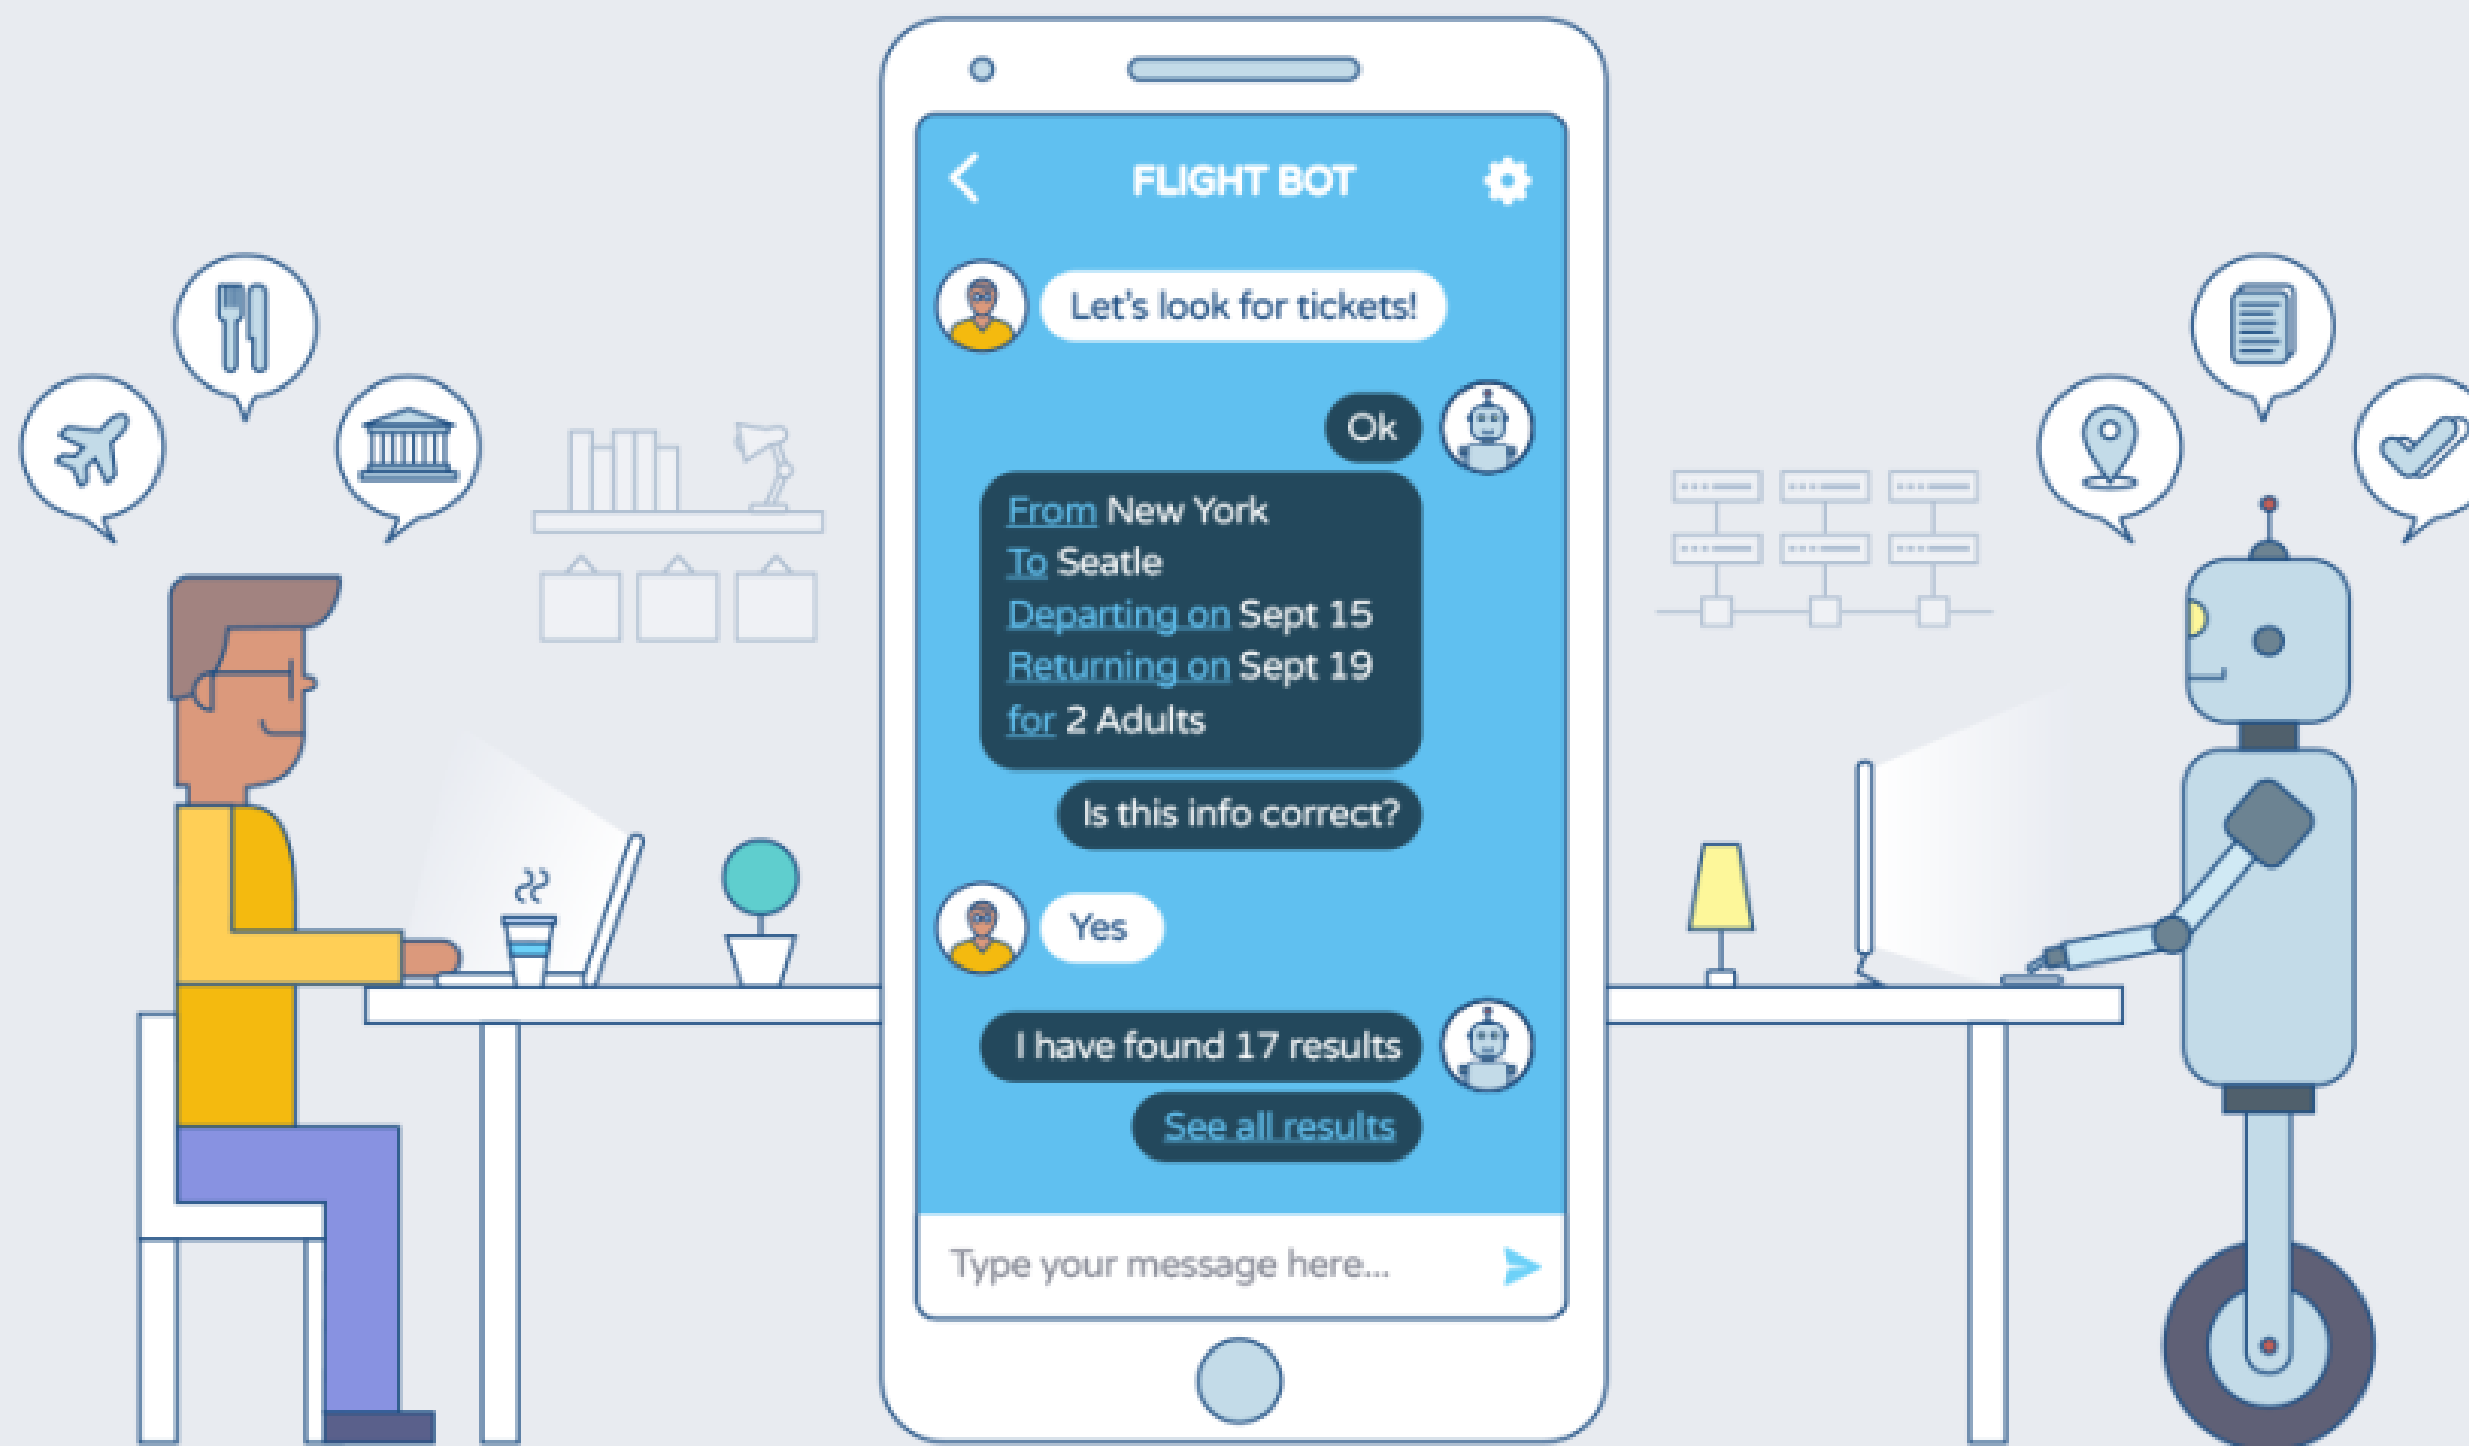 FLIGHT BOT
Let's look for tickets!
Ok
From New York
To Seatle
Departing on Sept 15
Returning on Sept 19
for 2 Adults
Is this info correct?
Yes
I have found 17 results
See all results
Type your message here...